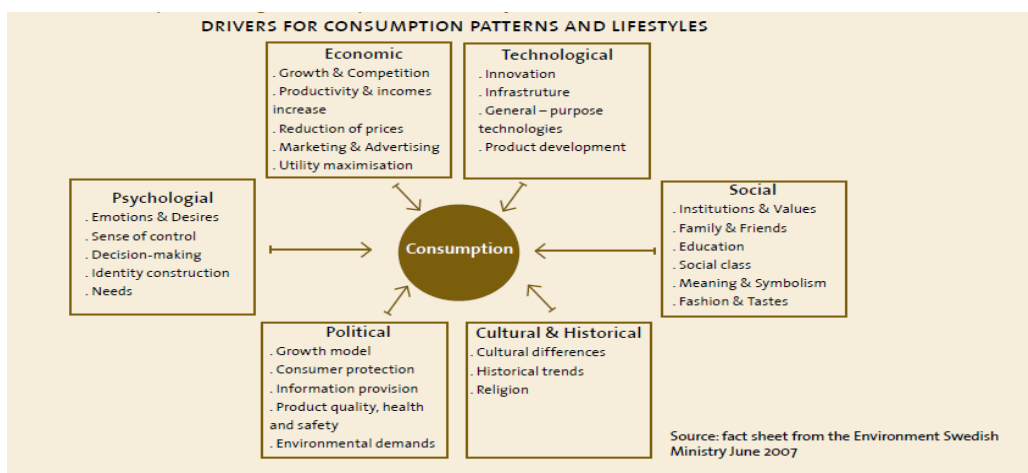 DRIVERS FOR CONSUMPTION PATTERNS AND LIFESTYLES
Economic
. Growth & Competition
. Productivity & incomes
increase
. Reduction of prices
. Marketing & Advertising
. Utility maximisation
Technological
. Innovation
. Infrastruture
. General – purpose
technologies
. Product development
Psychologial
. Emotions & Desires
. Sense of control
. Decision-making
. Identity construction
. Needs
Consumption
Social
. Institutions & Values
. Family & Friends
. Education
. Social class
. Meaning & Symbolism
. Fashion & Tastes
Political
. Growth model
. Consumer protection
. Information provision
. Product quality, health
and safety
. Environmental demands
Cultural & Historical
. Cultural differences
. Historical trends
. Religion
Source: fact sheet from the Environment Swedish
Ministry June 2007